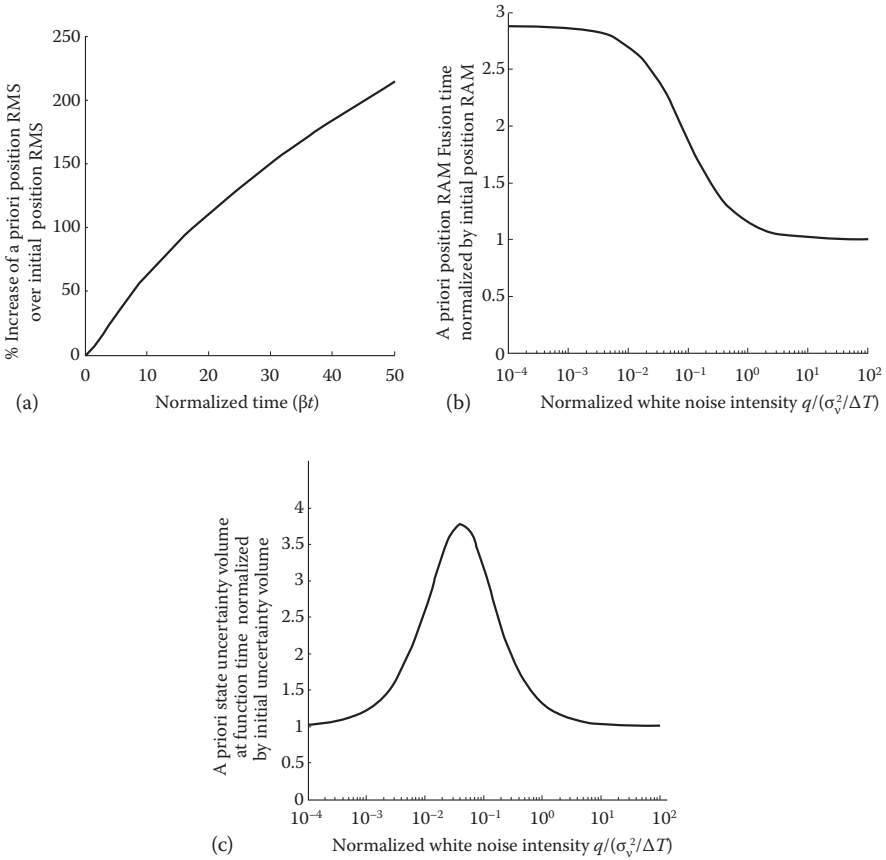 250
200
150
100
50
0
% Increase of a priori position RMS
over initial position RMS
0 10 20 30 40 50
(a)
Normalized time (βt)
3
2.5
2
1.5
1
0.5
0
A priori position RAM Fusion time
normalized by initial position RAM
10⁻⁴ 10⁻³ 10⁻² 10⁻¹ 10⁰ 10¹ 10²
(b)
Normalized white noise intensity q/(σᵥ²/ΔT)
4
3.5
3
2.5
2
1.5
1
0.5
0
A priori state uncertainty volume
at function time normalized
by initial uncertainty volume
10⁻⁴ 10⁻³ 10⁻² 10⁻¹ 10⁰ 10¹ 10²
(c)
Normalized white noise intensity q/(σᵥ²/ΔT)